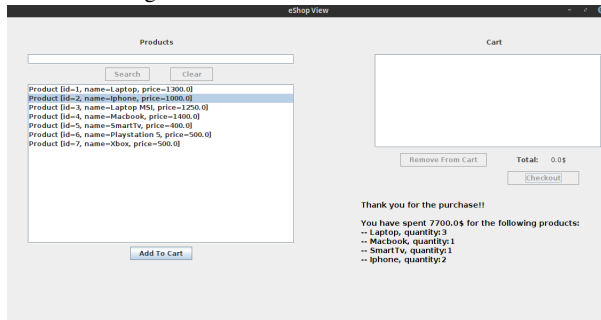 eShop View
Products
Search
Clear
Product [id=1, name=Laptop, price=1300.0]
Product [id=2, name=Iphone, price=1000.0]
Product [id=3, name=Laptop MSI, price=1250.0]
Product [id=4, name=Macbook, price=1400.0]
Product [id=5, name=SmartTv, price=400.0]
Product [id=6, name=Playstation 5, price=500.0]
Product [id=7, name=Xbox, price=500.0]
Add To Cart
Cart
Remove From Cart
Total: 0.0$
Checkout
Thank you for the purchase!!
You have spent 7700.0$ for the following products:
-- Laptop, quantity:3
-- Macbook, quantity:1
-- SmartTv, quantity:1
-- Iphone, quantity:2